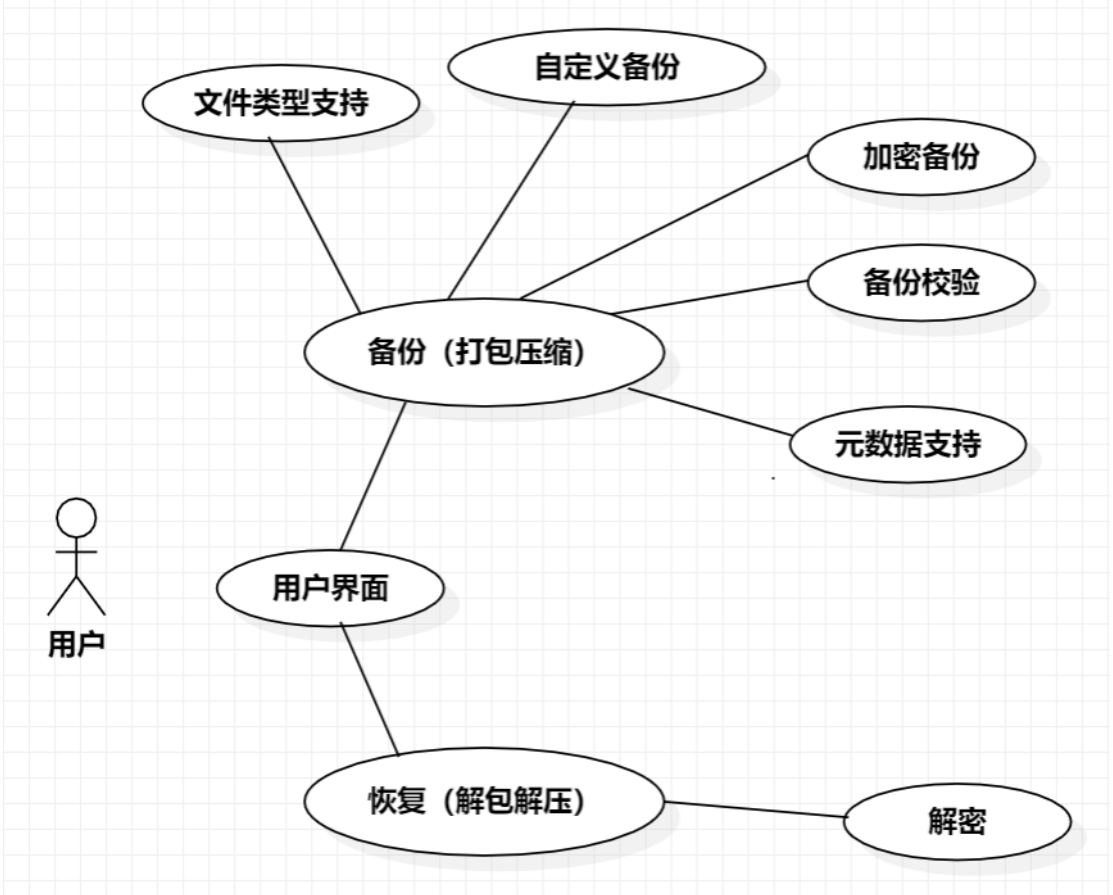 自定义备份
文件类型支持
加密备份
备份校验
备份（打包压缩）
元数据支持
用户界面
用户
恢复（解包解压）
解密